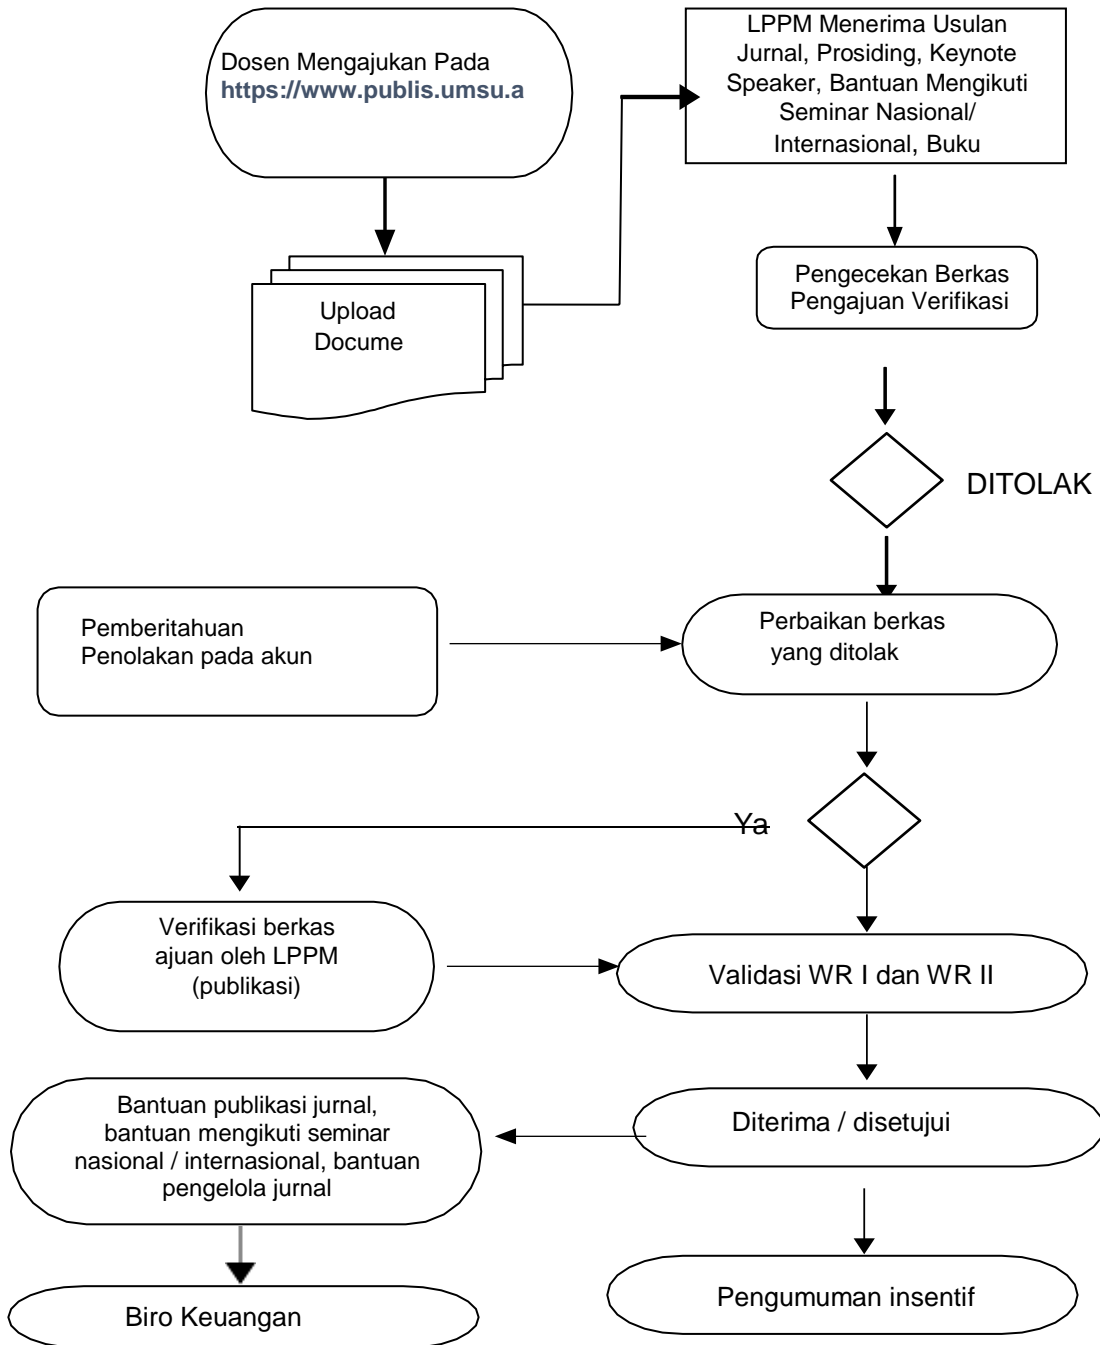 Dosen Mengajukan Pada
https://www.publis.umsu.a
LPPM Menerima Usulan
Jurnal, Prosiding, Keynote
Speaker, Bantuan Mengikuti
Seminar Nasional/
Internasional, Buku
Upload
Docume
Pengecekan Berkas
Pengajuan Verifikasi
DITOLAK
Pemberitahuan
Penolakan pada akun
Perbaikan berkas
yang ditolak
Ya
Verifikasi berkas
ajuan oleh LPPM
(publikasi)
Validasi WR I dan WR II
Bantuan publikasi jurnal,
bantuan mengikuti seminar
nasional / internasional, bantuan
pengelola jurnal
Diterima / disetujui
Biro Keuangan
Pengumuman insentif